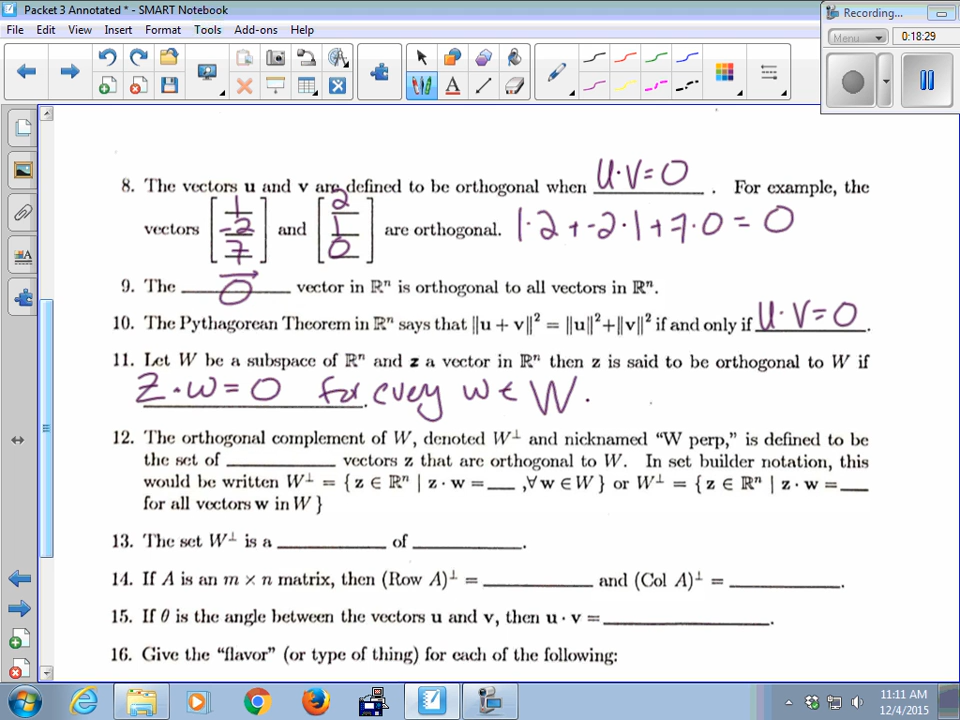 Packet 3 Annotated * - SMART Notebook
Recording...
File Edit View Insert Format Tools Add-ons Help
Menu 0:18:29
8. The vectors u and v are defined to be orthogonal when u·v=0 . For example, the
vectors [1 -2 7] and [2 1 0] are orthogonal. 1·2 + -2·1 + 7·0 = 0
9. The 0⃗ vector in ℝⁿ is orthogonal to all vectors in ℝⁿ.
10. The Pythagorean Theorem in ℝⁿ says that ‖u + v‖² = ‖u‖²+‖v‖² if and only if u·v=0.
11. Let W be a subspace of ℝⁿ and z a vector in ℝⁿ then z is said to be orthogonal to W if
z·w=0 for every w ∈ W.
12. The orthogonal complement of W, denoted W⊥ and nicknamed “W perp,” is defined to be
the set of ____________ vectors z that are orthogonal to W. In set builder notation, this
would be written W⊥ = { z ∈ ℝⁿ | z · w = ___ ,∀ w ∈ W } or W⊥ = { z ∈ ℝⁿ | z · w = ___
for all vectors w in W }
13. The set W⊥ is a ____________ of ____________.
14. If A is an m × n matrix, then (Row A)⊥ = ____________ and (Col A)⊥ = ____________.
15. If θ is the angle between the vectors u and v, then u · v = __________________.
16. Give the “flavor” (or type of thing) for each of the following:
11:11 AM
12/4/2015